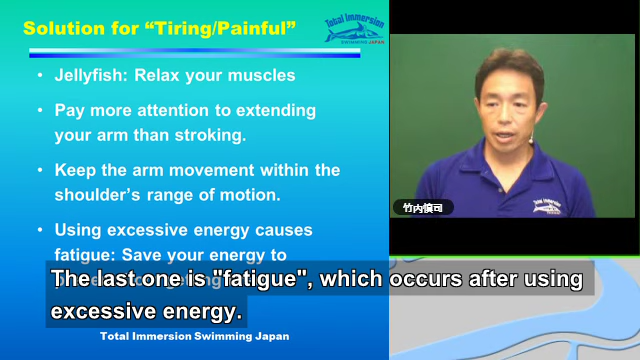 Solution for “Tiring/Painful”
Total Immersion
SWIMMING JAPAN
• Jellyfish: Relax your muscles
• Pay more attention to extending
your arm than stroking.
• Keep the arm movement within the
shoulder’s range of motion.
• Using excessive energy causes
fatigue: Save your energy to
The last one is "fatigue", which occurs after using
excessive energy.
Total Immersion Swimming Japan
竹内慎司
Total Immersion